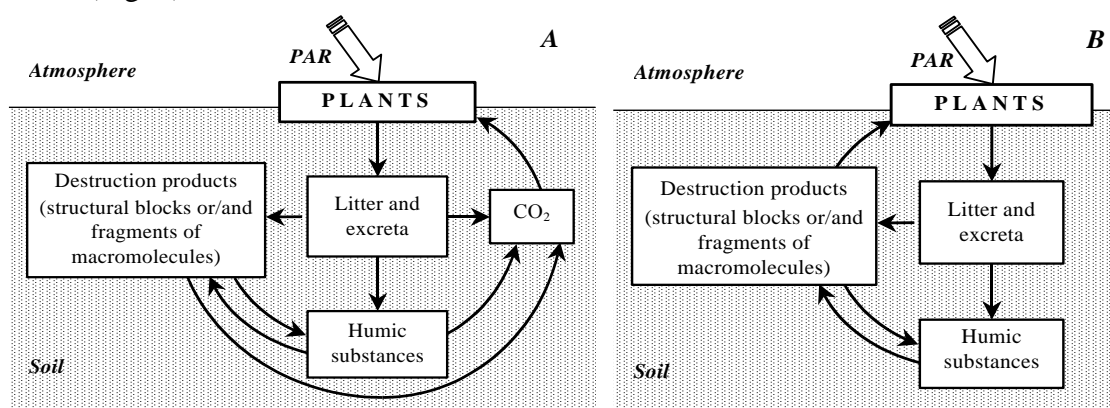 A
PAR
Atmosphere
PLANTS
Destruction products
(structural blocks or/and
fragments of
macromolecules)
Litter and
excreta
CO₂
Humic
substances
Soil
B
PAR
Atmosphere
PLANTS
Destruction products
(structural blocks or/and
fragments of
macromolecules)
Litter and
excreta
Humic
substances
Soil